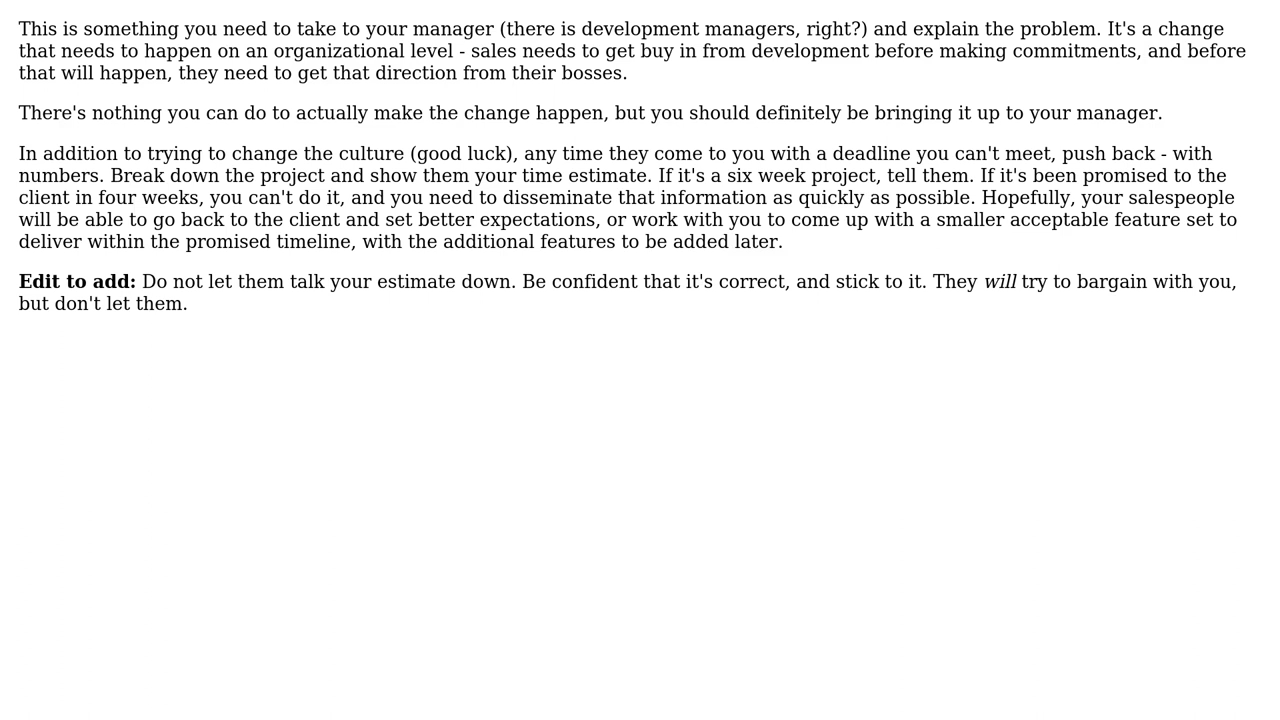 This is something you need to take to your manager (there is development managers, right?) and explain the problem. It's a change
that needs to happen on an organizational level - sales needs to get buy in from development before making commitments, and before
that will happen, they need to get that direction from their bosses.
There's nothing you can do to actually make the change happen, but you should definitely be bringing it up to your manager.
In addition to trying to change the culture (good luck), any time they come to you with a deadline you can't meet, push back - with
numbers. Break down the project and show them your time estimate. If it's a six week project, tell them. If it's been promised to the
client in four weeks, you can't do it, and you need to disseminate that information as quickly as possible. Hopefully, your salespeople
will be able to go back to the client and set better expectations, or work with you to come up with a smaller acceptable feature set to
deliver within the promised timeline, with the additional features to be added later.
Edit to add: Do not let them talk your estimate down. Be confident that it's correct, and stick to it. They will try to bargain with you,
but don't let them.